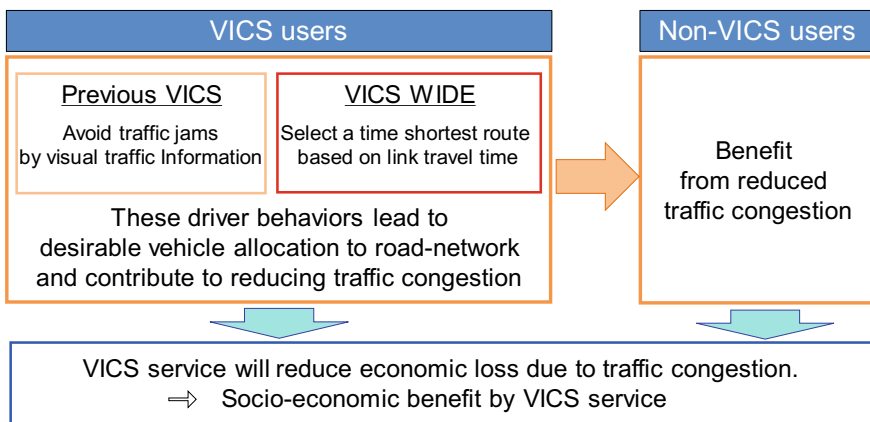 VICS users
Non-VICS users
Previous VICS
Avoid traffic jams
by visual traffic Information
VICS WIDE
Select a time shortest route
based on link travel time
These driver behaviors lead to
desirable vehicle allocation to road-network
and contribute to reducing traffic congestion
Benefit
from reduced
traffic congestion
VICS service will reduce economic loss due to traffic congestion.
⇒ Socio-economic benefit by VICS service